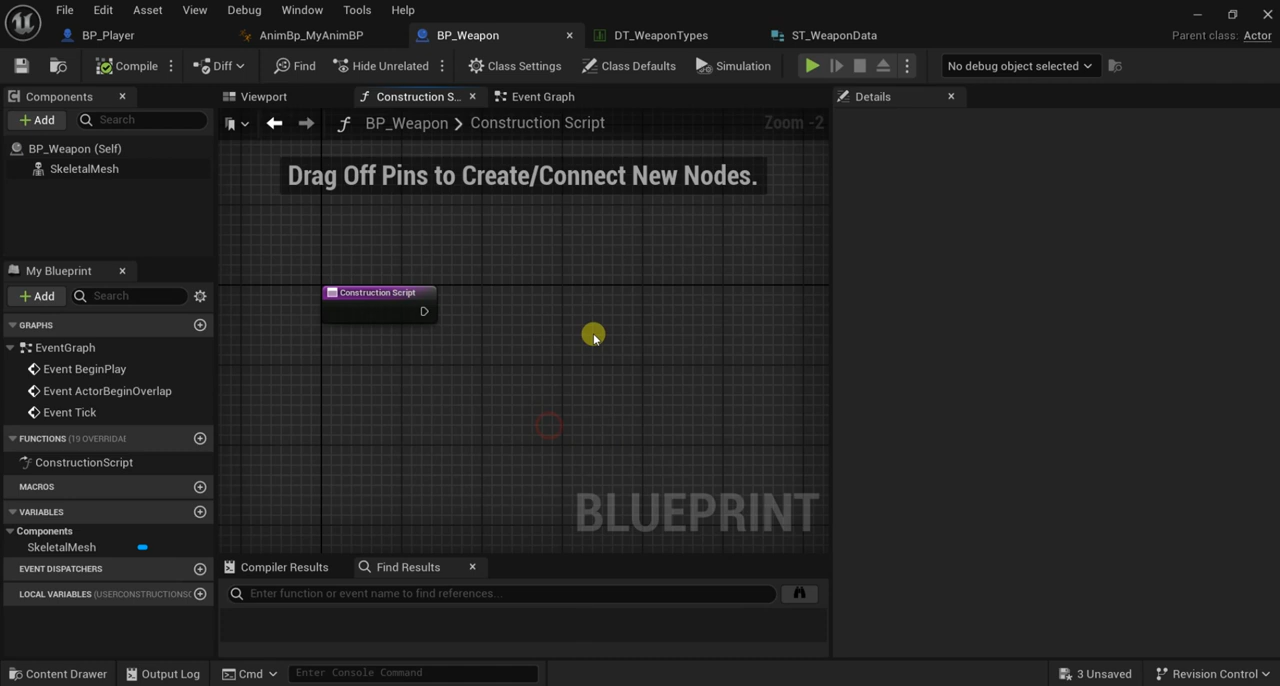 File Edit Asset View Debug Window Tools Help
BP_Player AnimBp_MyAnimBP BP_Weapon DT_WeaponTypes ST_WeaponData Parent class: Actor
Compile Diff Find Hide Unrelated Class Settings Class Defaults Simulation No debug object selected
Components Viewport Construction S... Event Graph Details
Add Search BP_Weapon Construction Script Zoom -2
BP_Weapon (Self)
SkeletalMesh
Drag Off Pins to Create/Connect New Nodes.
My Blueprint
Add Search
Construction Script
GRAPHS
EventGraph
Event BeginPlay
Event ActorBeginOverlap
Event Tick
FUNCTIONS (19 OVERRIDAI
ConstructionScript
MACROS
VARIABLES
BLUEPRINT
Components
SkeletalMesh
EVENT DISPATCHERS
Compiler Results Find Results
LOCAL VARIABLES (USERCONSTRUCTIONSC
Enter function or event name to find references...
Content Drawer Output Log Cmd Enter Console Command 3 Unsaved Revision Control